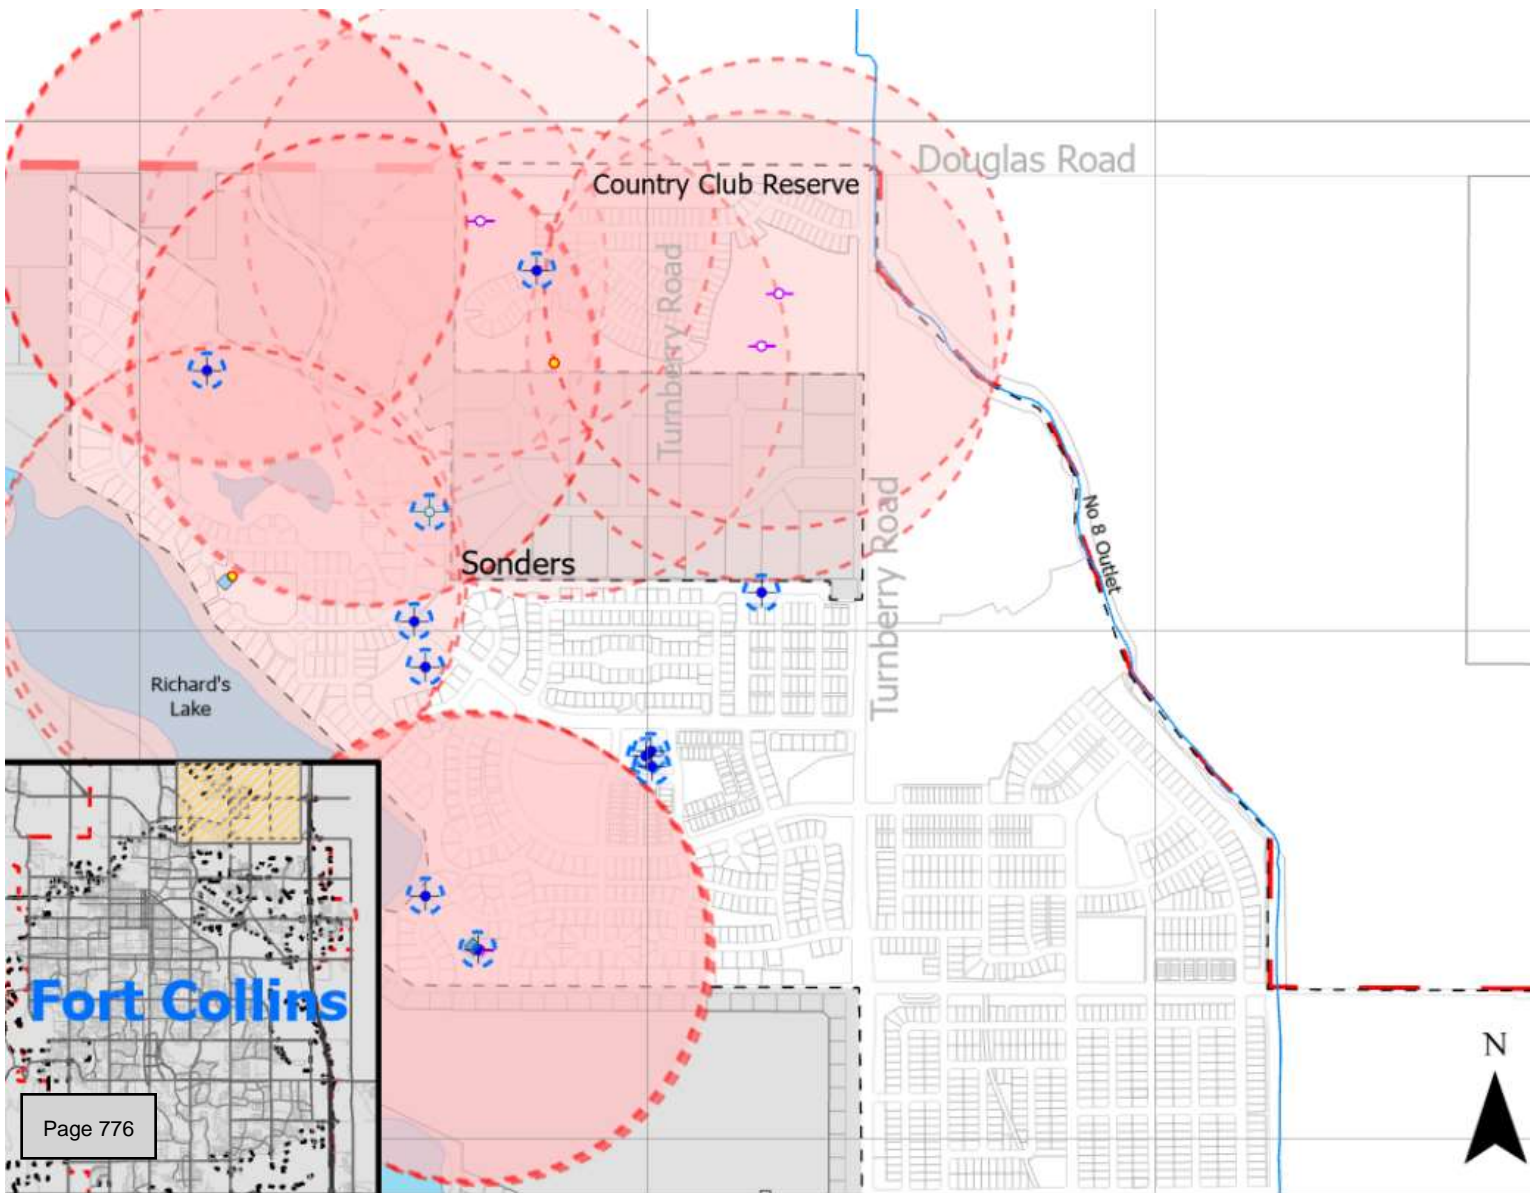 Douglas Road
Country Club Reserve
Turnberry Road
Turnberry Road
No 8 Outlet
Sonders
Richard's
Lake
Fort Collins
N
Page 776